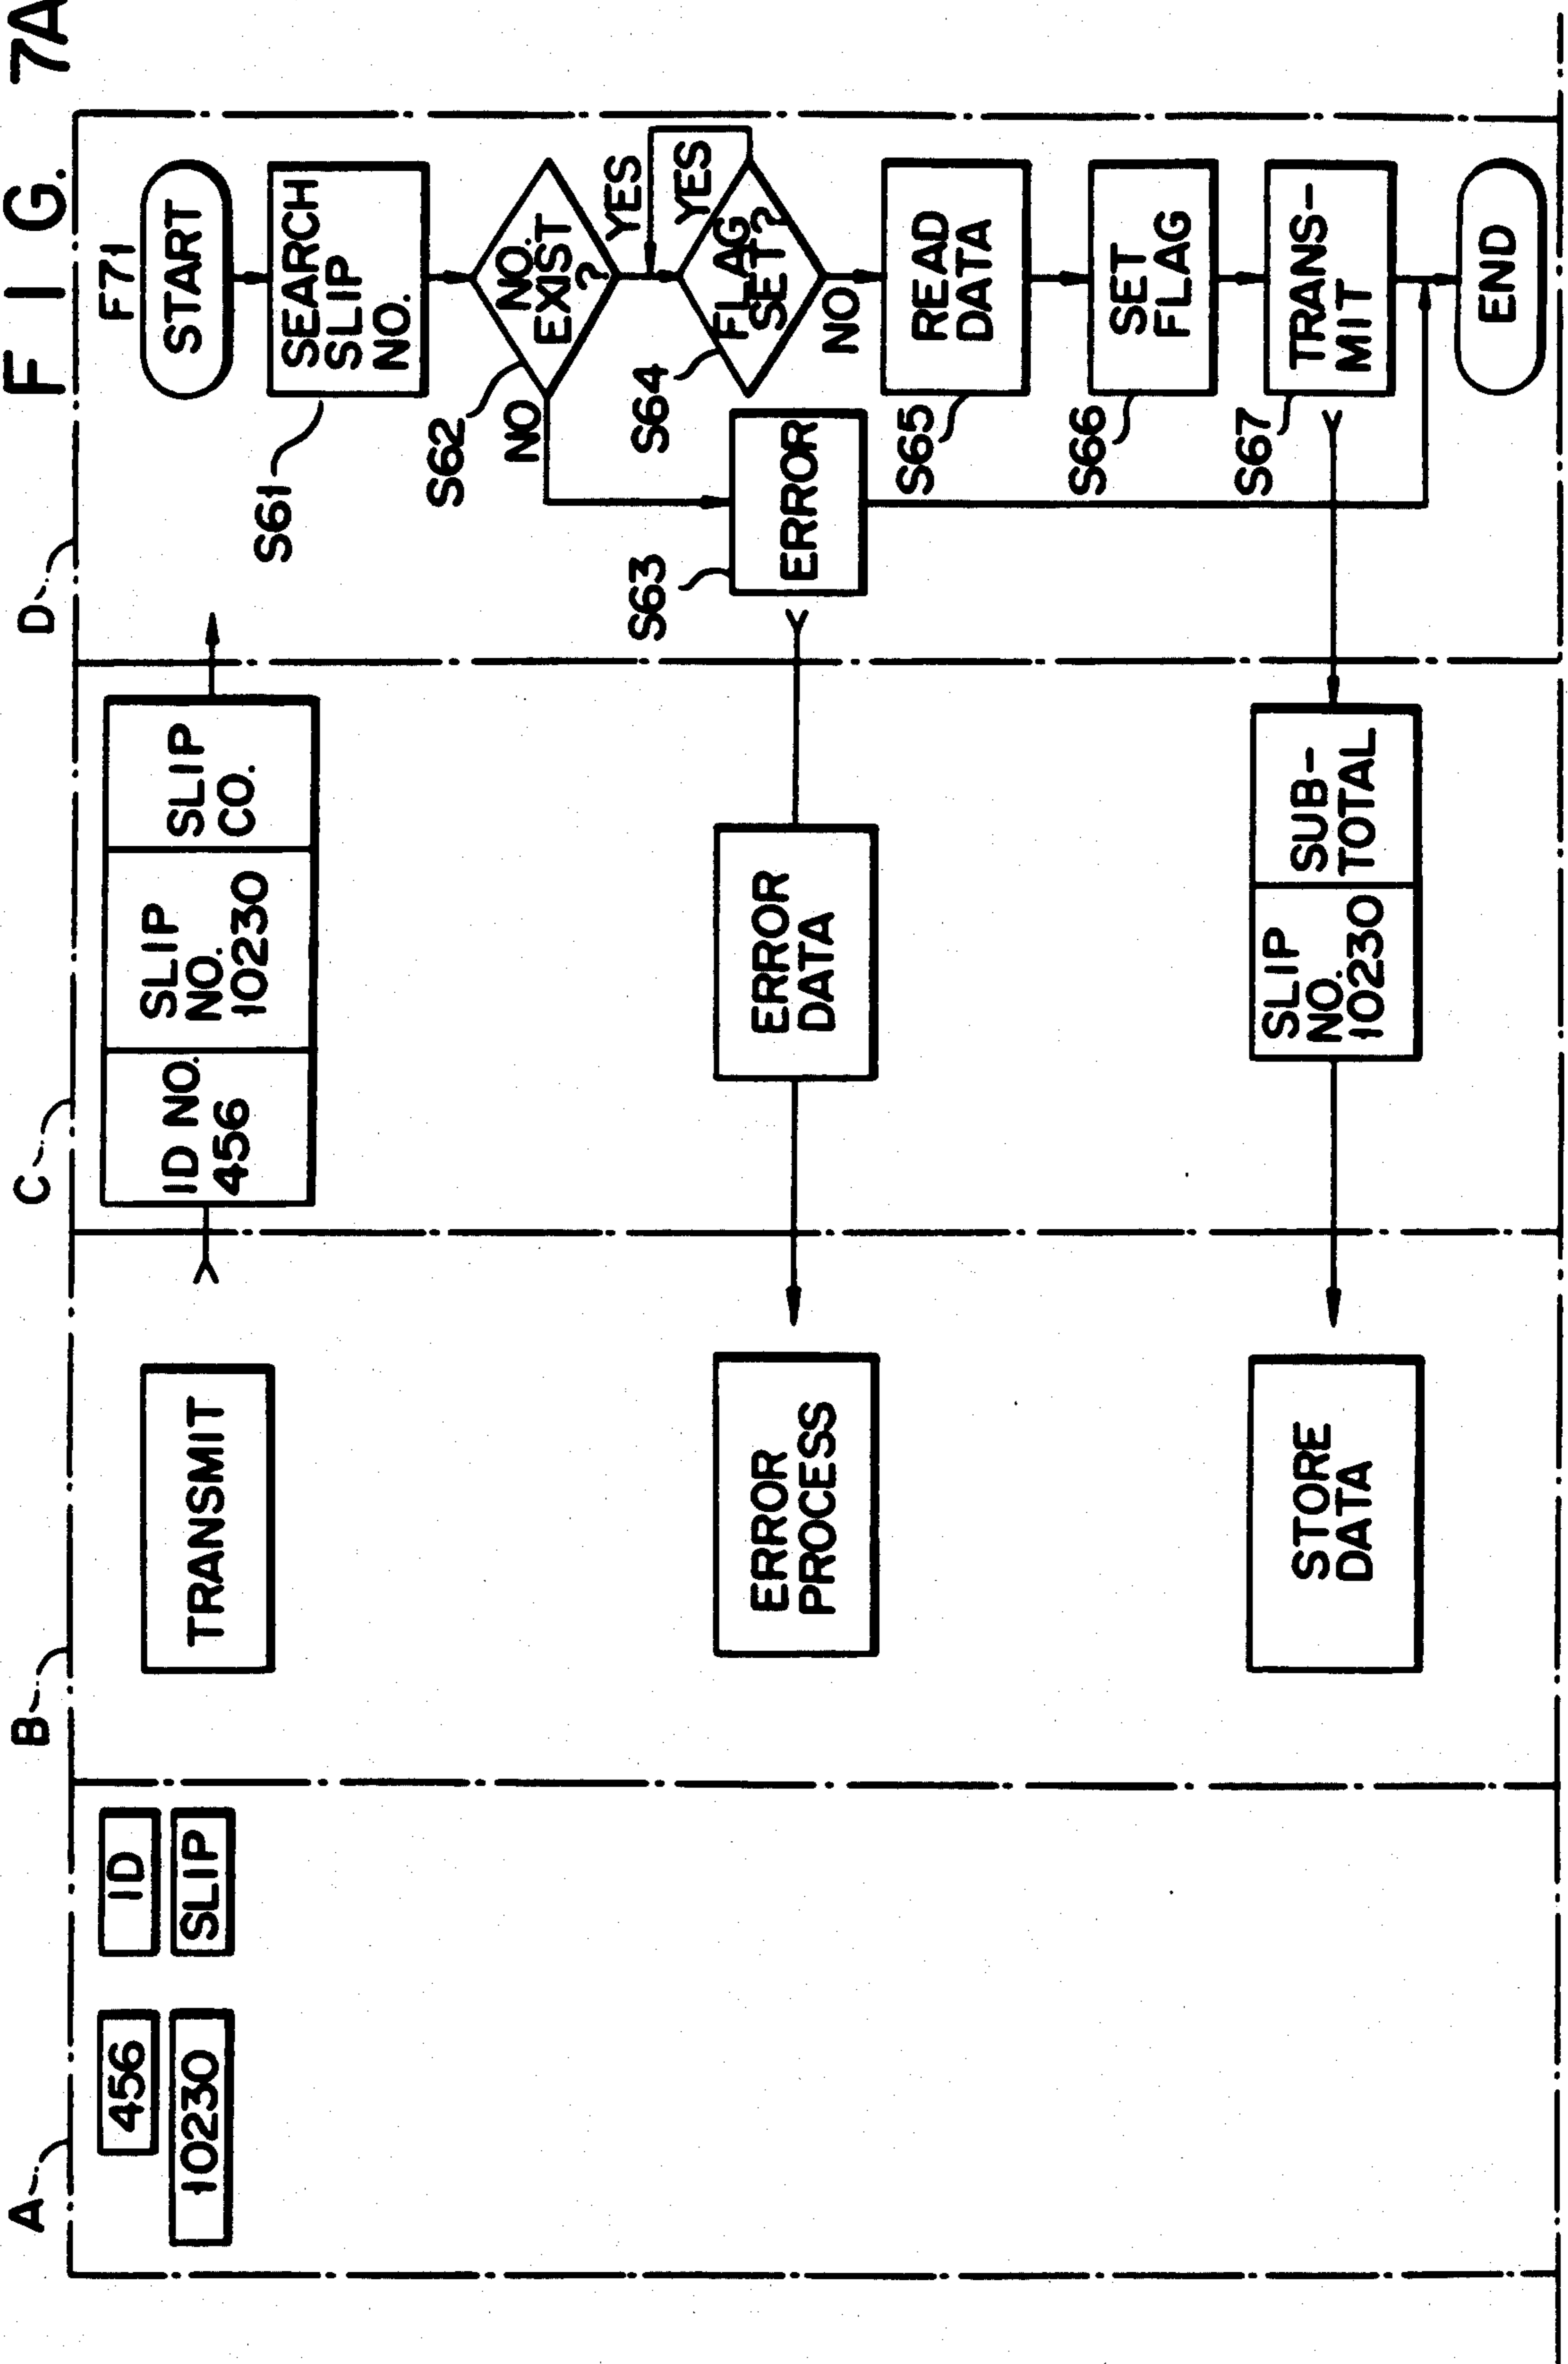 F I G. 7A
A
B
C
D
456
ID
10230
SLIP
TRANSMIT
ID NO.
456
SLIP
NO.
10230
SLIP
CO.
F71
START
SEARCH
SLIP
NO.
S61
NO.
EXIST
?
S62
NO
YES
YES
FLAG
SET?
S64
NO
ERROR
PROCESS
ERROR
DATA
ERROR
S63
READ
DATA
S65
SET
FLAG
S66
STORE
DATA
SLIP
NO.
10230
SUB-
TOTAL
TRANS-
MIT
S67
END